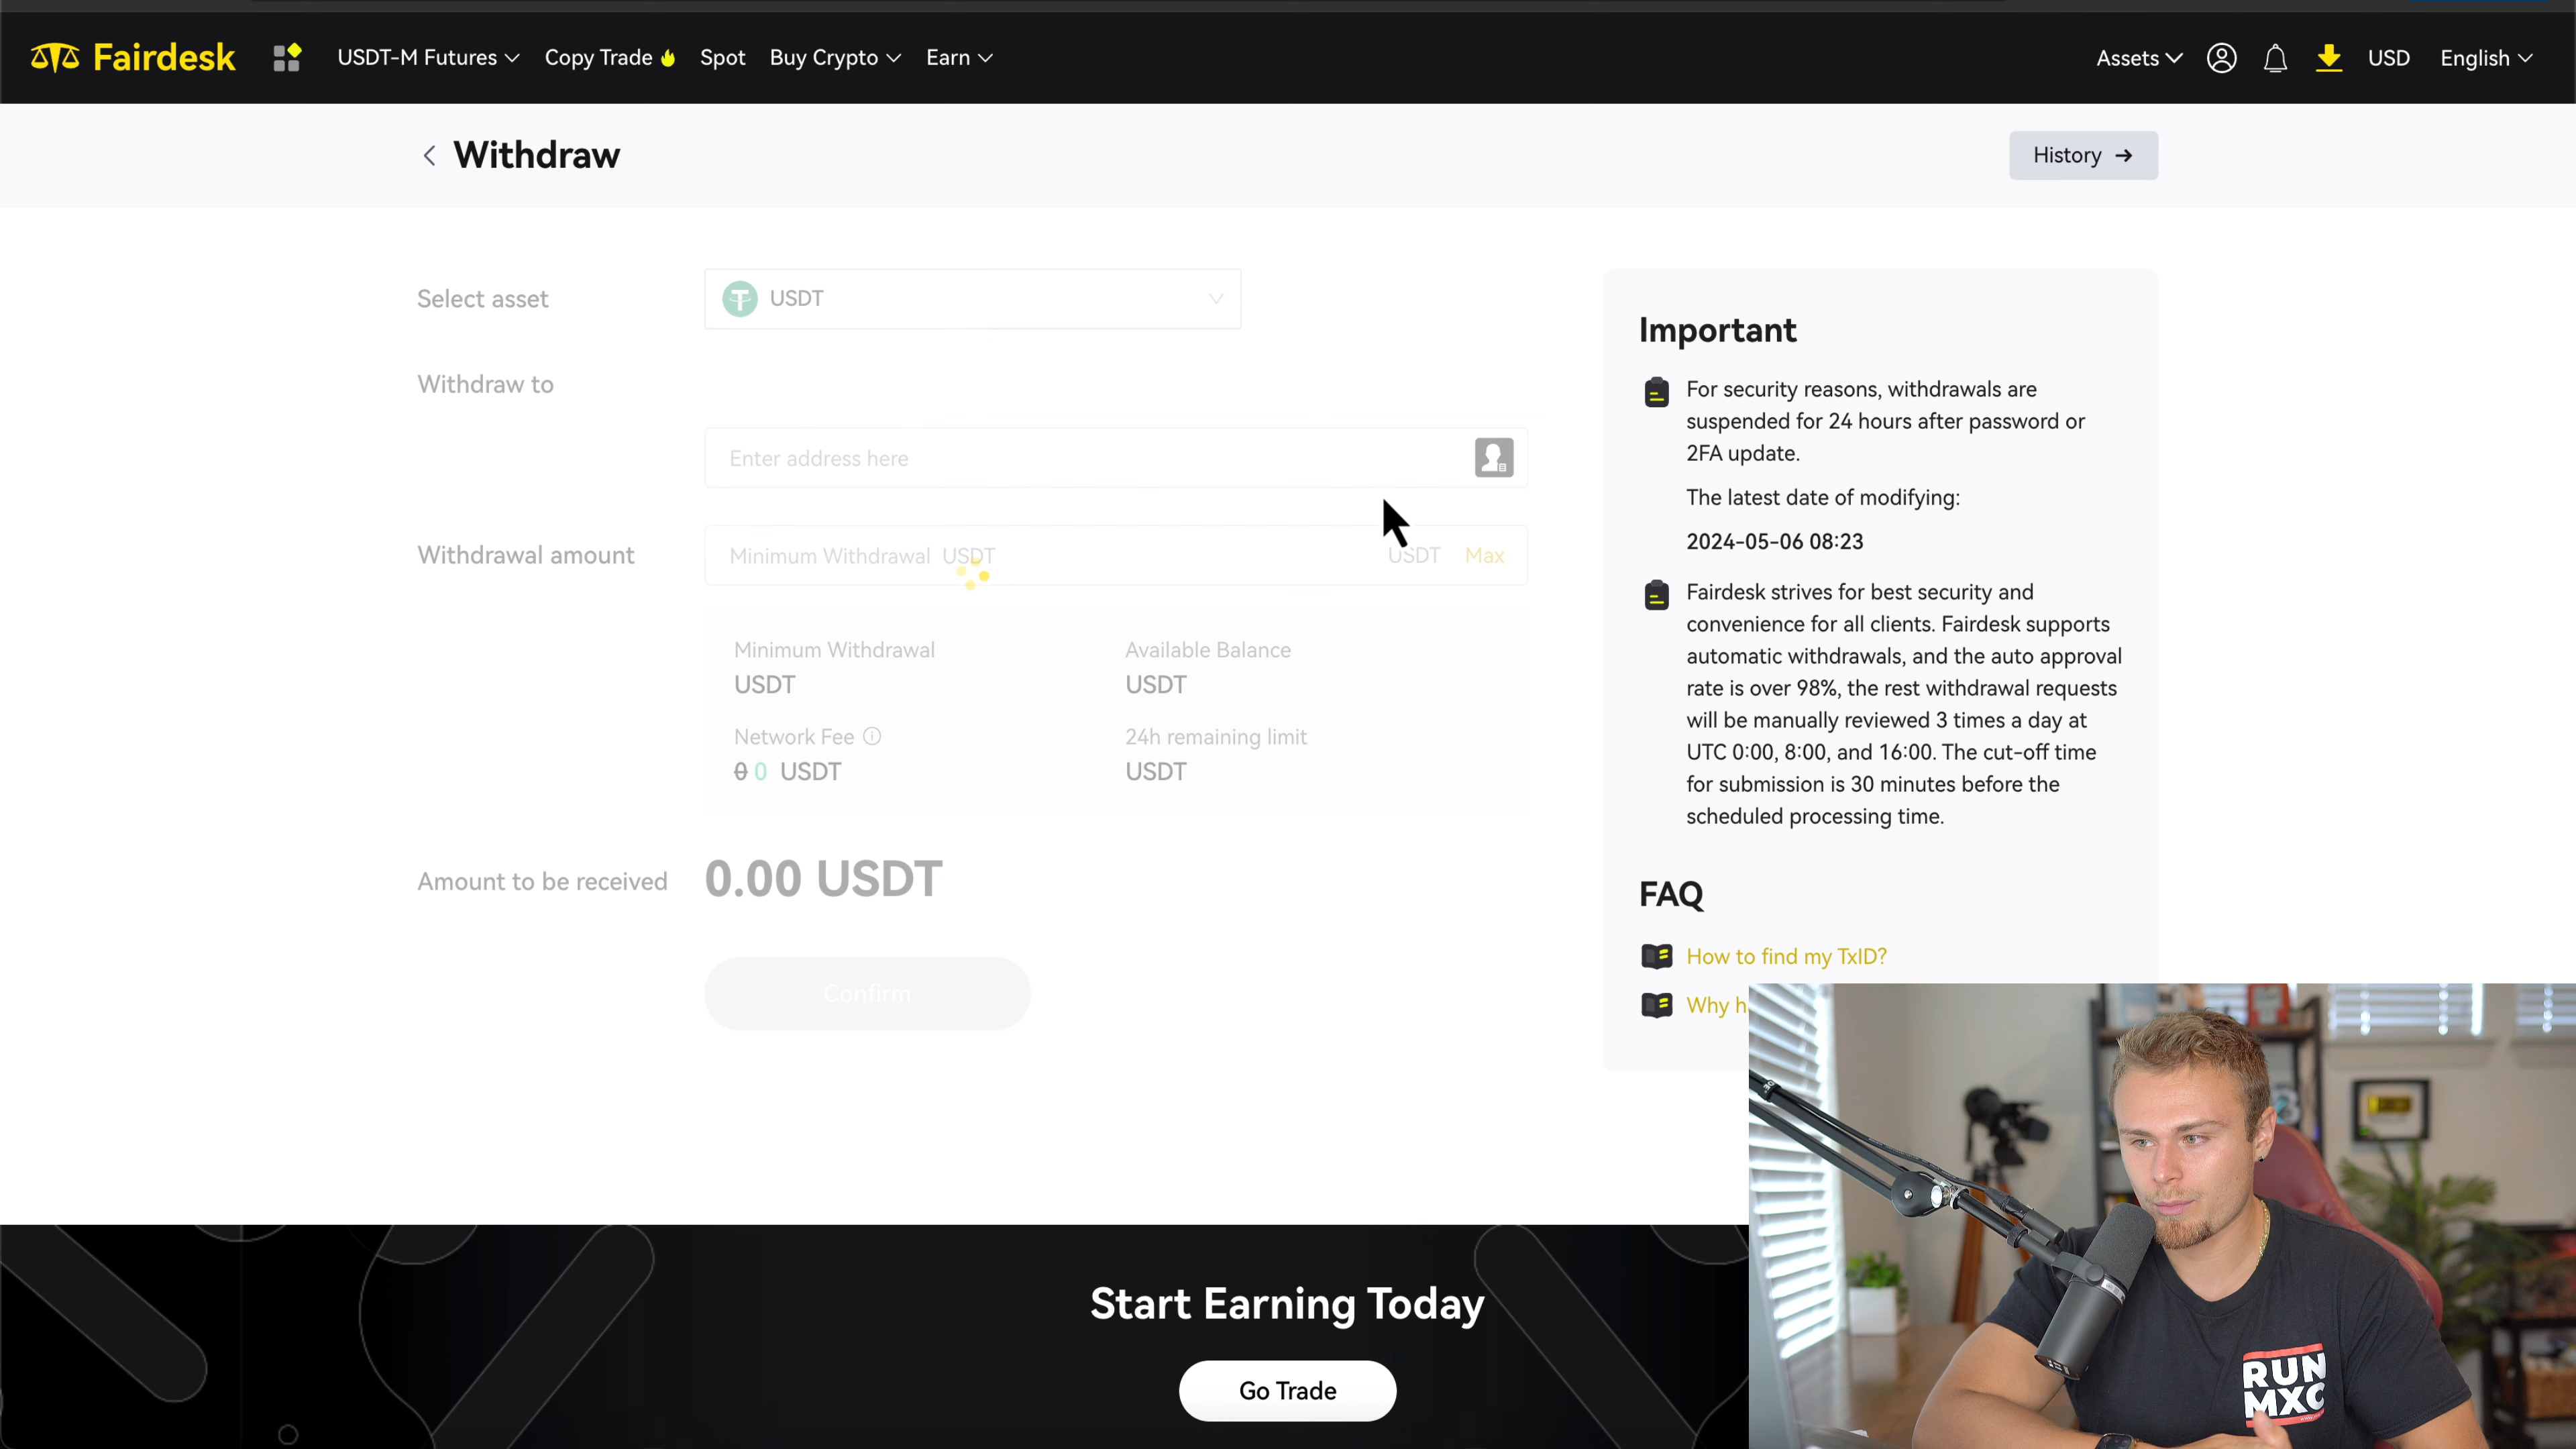 Fairdesk
USDT-M Futures
Copy Trade
Spot
Buy Crypto
Earn
Assets
USD
English
Withdraw
History →
Select asset
USDT
Withdraw to
Enter address here
Withdrawal amount
Minimum Withdrawal USDT
USDT Max
Minimum Withdrawal
USDT
Available Balance
USDT
Network Fee
0 0 USDT
24h remaining limit
USDT
Amount to be received
0.00 USDT
Confirm
Important
For security reasons, withdrawals are
suspended for 24 hours after password or
2FA update.
The latest date of modifying:
2024-05-06 08:23
Fairdesk strives for best security and
convenience for all clients. Fairdesk supports
automatic withdrawals, and the auto approval
rate is over 98%, the rest withdrawal requests
will be manually reviewed 3 times a day at
UTC 0:00, 8:00, and 16:00. The cut-off time
for submission is 30 minutes before the
scheduled processing time.
FAQ
How to find my TxID?
Why
Start Earning Today
Go Trade
RUN
MXC